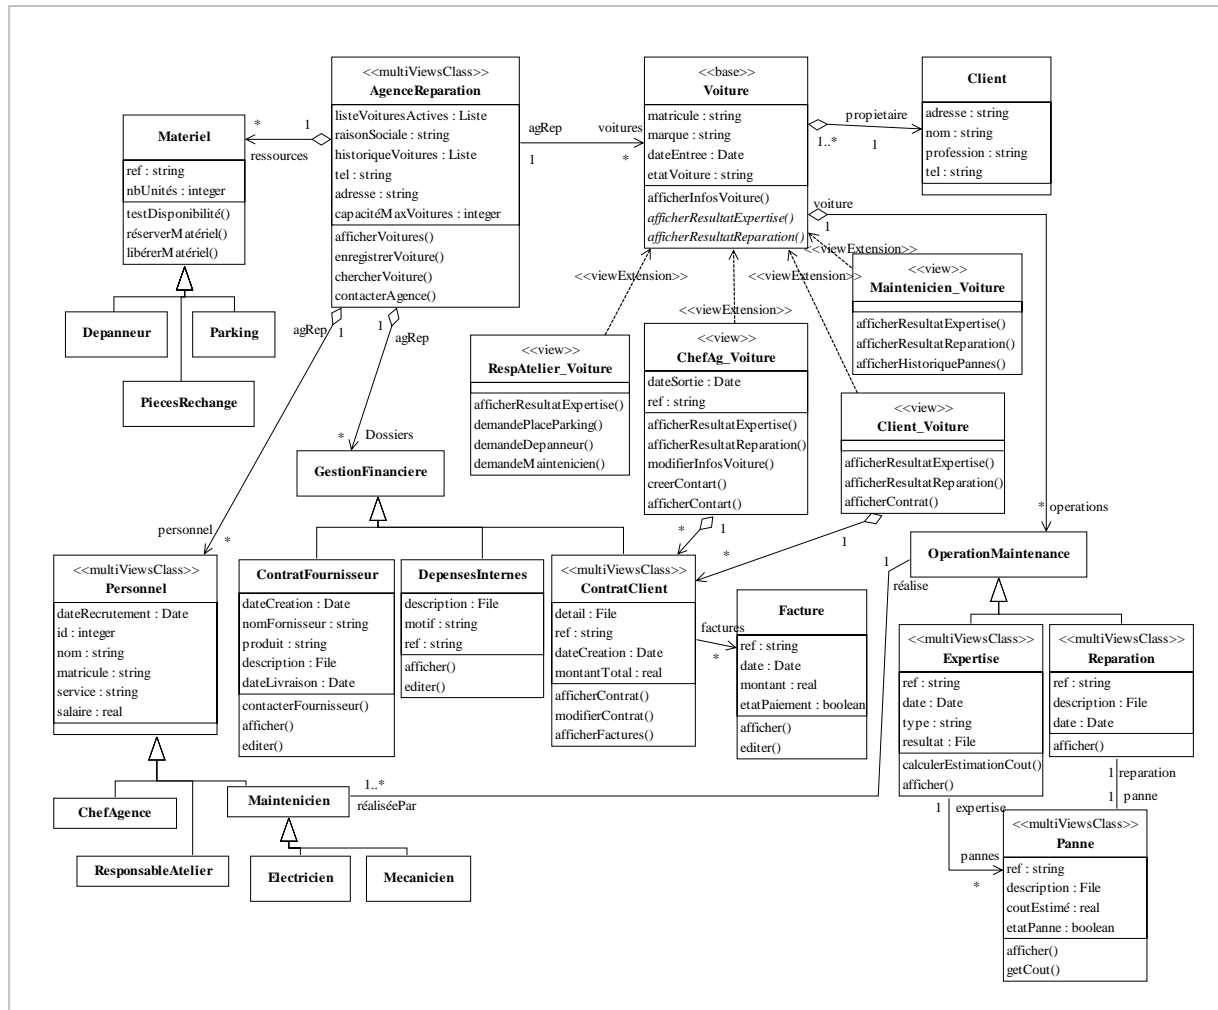 <<multiViewsClass>>
AgenceReparation
listeVoituresActives : Liste
raisonSociale : string
historiqueVoitures : Liste
tel : string
adresse : string
capacitéMaxVoitures : integer
afficherVoitures()
enregistrerVoiture()
chercherVoiture()
contacterAgence()
<<base>>
Voiture
matricule : string
marque : string
dateEntree : Date
etatVoiture : string
afficherInfosVoiture()
afficherResultatExpertise()
afficherResultatReparation()
Client
adresse : string
nom : string
profession : string
tel : string
Materiel
ref : string
nbUnités : integer
testDisponibilité()
réserverMatériel()
libérerMatériel()
*
1
ressources
agRep
voitures
1
*
propietaire
1..*
1
voiture
1
<<viewExtension>>
<<viewExtension>>
<<viewExtension>>
<<viewExtension>>
<<view>>
Maintenicien_Voiture
afficherResultatExpertise()
afficherResultatReparation()
afficherHistoriquePannes()
Depanneur
Parking
PiecesRechange
agRep
1
1
agRep
<<view>>
RespAtelier_Voiture
afficherResultatExpertise()
demandePlaceParking()
demandeDepanneur()
demandeMaintenicien()
<<view>>
ChefAg_Voiture
dateSortie : Date
ref : string
afficherResultatExpertise()
afficherResultatReparation()
modifierInfosVoiture()
creerContart()
afficherContart()
<<view>>
Client_Voiture
afficherResultatExpertise()
afficherResultatReparation()
afficherContrat()
*
Dossiers
GestionFinanciere
personnel
*
*
1
*
1
*
operations
OperationMaintenance
1
réalise
<<multiViewsClass>>
Personnel
dateRecrutement : Date
id : integer
nom : string
matricule : string
service : string
salaire : real
ContratFournisseur
dateCreation : Date
nomFornisseur : string
produit : string
description : File
dateLivraison : Date
contacterFournisseur()
afficher()
editer()
DepensesInternes
description : File
motif : string
ref : string
afficher()
editer()
<<multiViewsClass>>
ContratClient
detail : File
ref : string
dateCreation : Date
montantTotal : real
afficherContrat()
modifierContrat()
afficherFactures()
factures
*
Facture
ref : string
date : Date
montant : real
etatPaiement : boolean
afficher()
editer()
<<multiViewsClass>>
Expertise
ref : string
date : Date
type : string
resultat : File
calculerEstimationCout()
afficher()
<<multiViewsClass>>
Reparation
ref : string
description : File
date : Date
afficher()
ChefAgence
ResponsableAtelier
Maintenicien
1..*
réaliséePar
Electricien
Mecanicien
1
reparation
1
panne
1
expertise
pannes
*
<<multiViewsClass>>
Panne
ref : string
description : File
coutEstimé : real
etatPanne : boolean
afficher()
getCout()